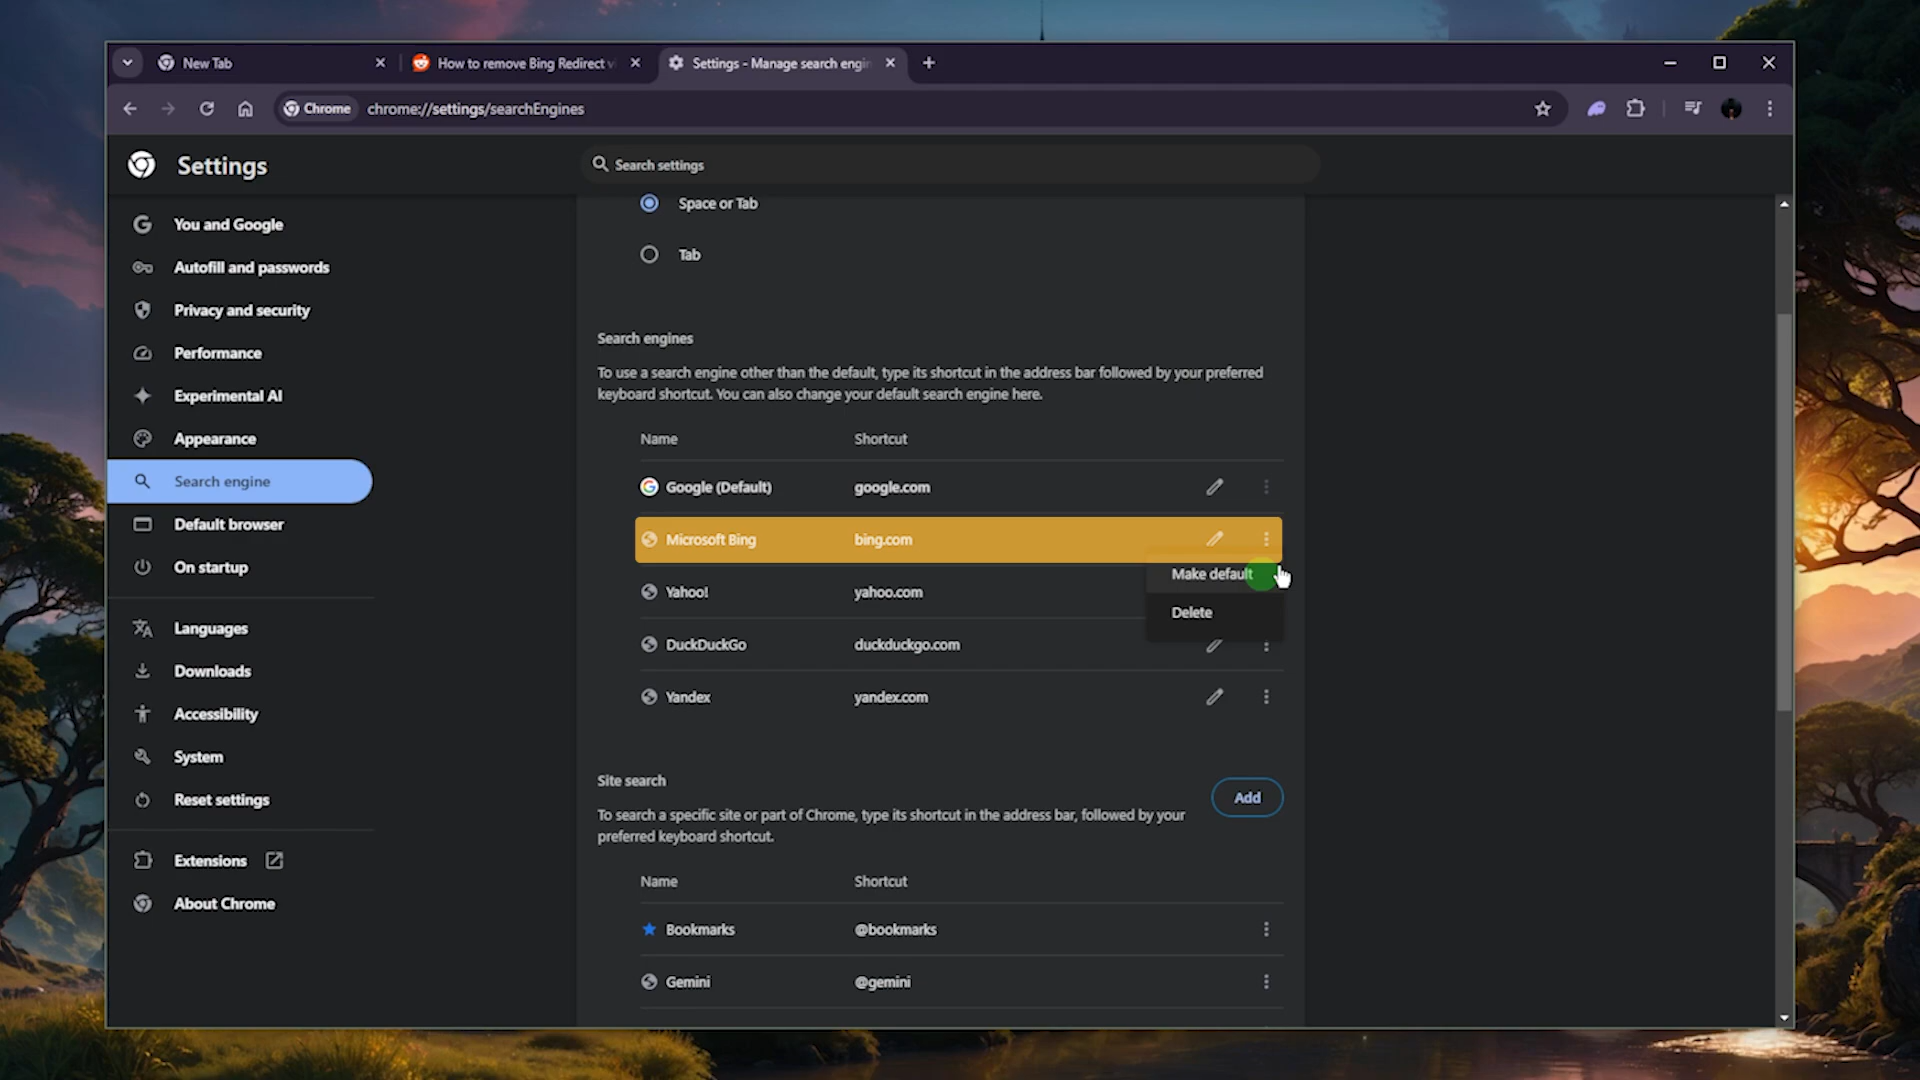 New Tab
How to remove Bing Redirect vi
Settings - Manage search engin
Chrome
chrome://settings/searchEngines
Settings
Search settings
You and Google
Autofill and passwords
Privacy and security
Performance
Experimental AI
Appearance
Search engine
Default browser
On startup
Languages
Downloads
Accessibility
System
Reset settings
Extensions
About Chrome
Space or Tab
Tab
Search engines
To use a search engine other than the default, type its shortcut in the address bar followed by your preferred
keyboard shortcut. You can also change your default search engine here.
Name Shortcut
Google (Default) google.com
Microsoft Bing bing.com
Make default
Yahoo! yahoo.com
Delete
DuckDuckGo duckduckgo.com
Yandex yandex.com
Site search
Add
To search a specific site or part of Chrome, type its shortcut in the address bar, followed by your
preferred keyboard shortcut.
Name Shortcut
Bookmarks @bookmarks
Gemini @gemini